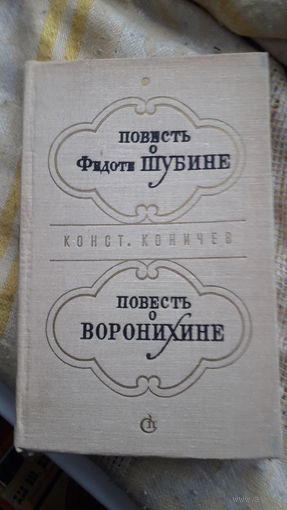 ПОВЕСТЬ
О
Федоте ШУБИНЕ
КОНСТ. КОНИЧЕВ
ПОВЕСТЬ
О
ВОРОНИХИНЕ